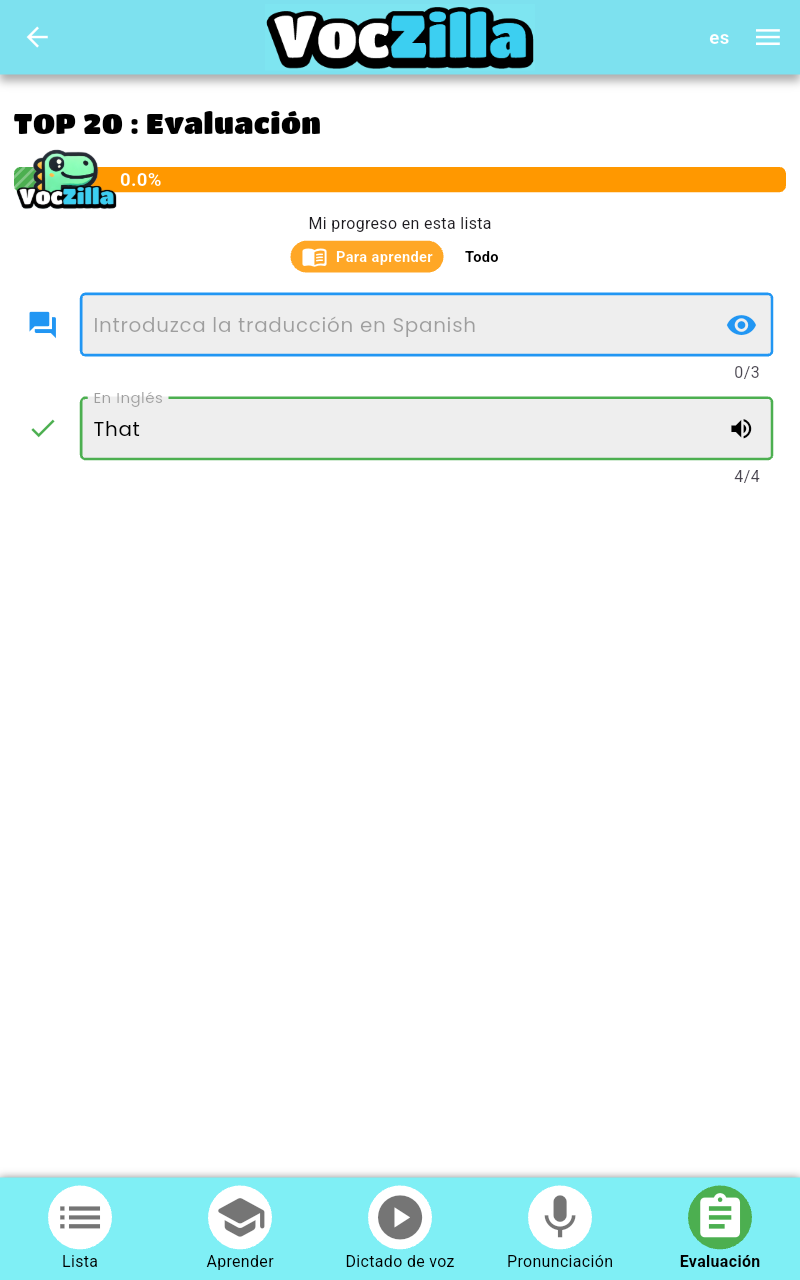 VocZilla
es
TOP 20 : Evaluación
VocZilla
0.0%
Mi progreso en esta lista
Para aprender
Todo
Introduzca la traducción en Spanish
0/3
En Inglés
That
4/4
Lista
Aprender
Dictado de voz
Pronunciación
Evaluación